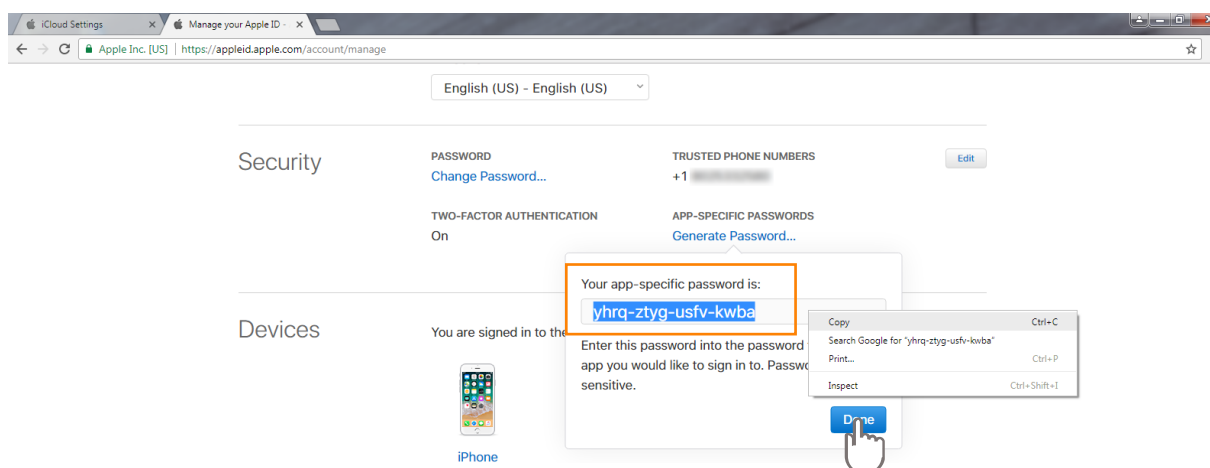 iCloud Settings
Manage your Apple ID -
Apple Inc. [US] | https://appleid.apple.com/account/manage
English (US) - English (US)
Security
PASSWORD
Change Password...
TRUSTED PHONE NUMBERS
+1
Edit
TWO-FACTOR AUTHENTICATION
On
APP-SPECIFIC PASSWORDS
Generate Password...
Your app-specific password is:
yhrq-ztyg-usfv-kwba
Enter this password into the password
app you would like to sign in to.
sensitive.
Copy Ctrl+C
Search Google for "yhrq-ztyg-usfv-kwba"
Print... Ctrl+P
Inspect Ctrl+Shift+I
Done
Devices
You are signed in to the
iPhone